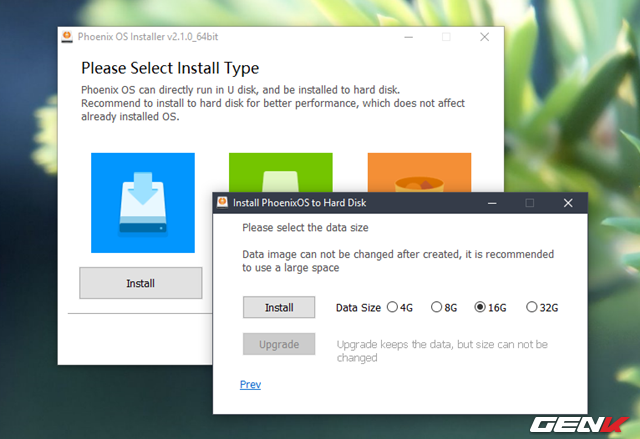 Phoenix OS Installer v2.1.0_64bit
Please Select Install Type
Phoenix OS can directly run in U disk, and be installed to hard disk.
Recommend to install to hard disk for better performance, which does not affect
already installed OS.
Install
Install PhoenixOS to Hard Disk
Please select the data size
Data image can not be changed after created, it is recommended
to use a large space
Install Data Size 4G 8G 16G 32G
Upgrade Upgrade keeps the data, but size can not be
changed
Prev
GENK